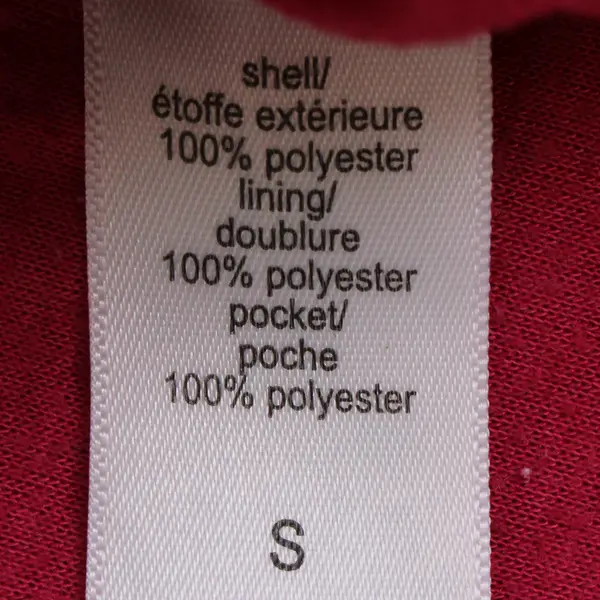 shell/
étoffe extérieure
100% polyester
lining/
doublure
100% polyester
pocket/
poche
100% polyester
S